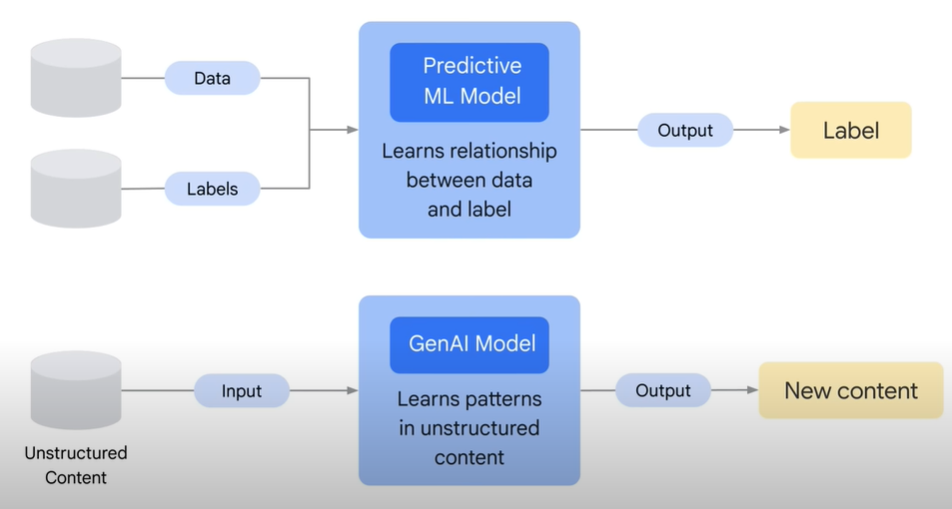 Data
Labels
Predictive
ML Model
Learns relationship
between data
and label
Output
Label
Unstructured
Content
Input
GenAI Model
Learns patterns
in unstructured
content
Output
New content